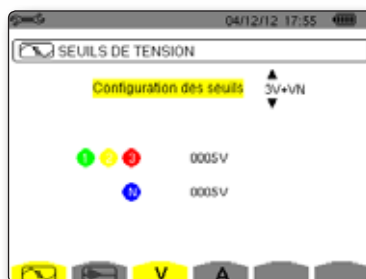 04/12/12 17:55
SEUILS DE TENSION
Configuration des seuils 3V+VN
1 2 3 0005V
N 0005V
V A